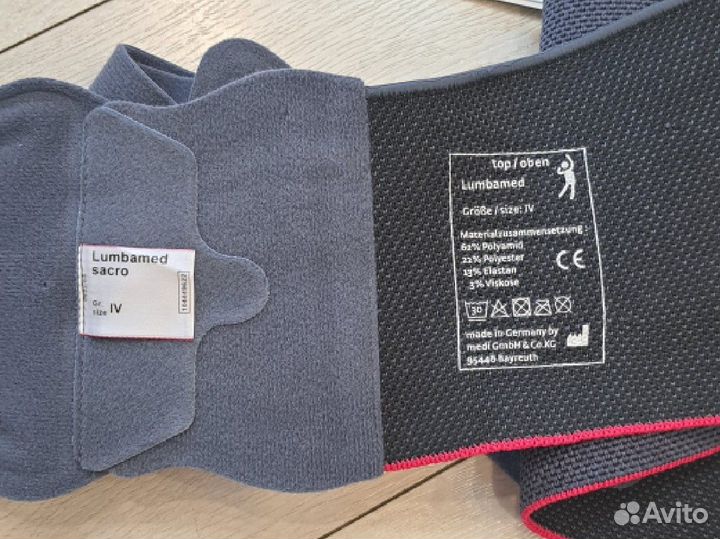 top / oben
Lumbamed
Größe / size: IV
Materialzusammensetzung:
61% Polyamid
22% Polyester
13% Elastan
3% Viskose
CE
30
made in Germany by
medi GmbH & Co.KG
95448 Bayreuth
Lumbamed
sacro
Gr.
size IV
Avito